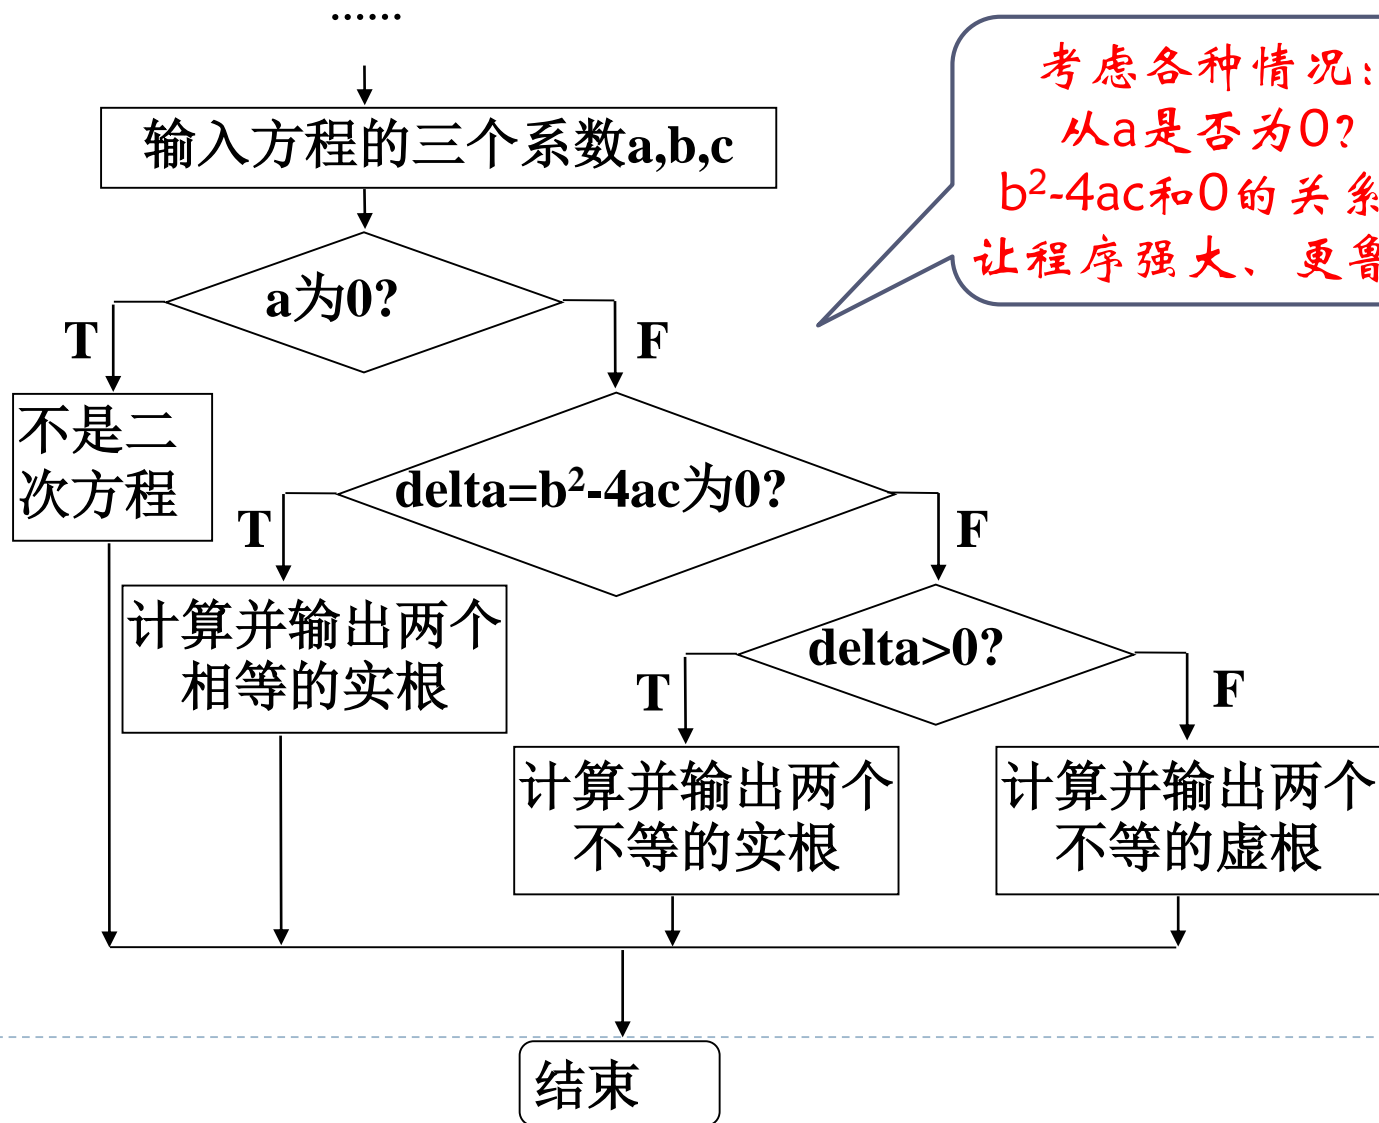 ......
考虑各种情况：
从a是否为0?
b²-4ac和0的关系
让程序强大、更鲁
输入方程的三个系数a,b,c
a为0?
T
F
不是二
次方程
delta=b²-4ac为0?
T
F
计算并输出两个
相等的实根
delta>0?
T
F
计算并输出两个
不等的实根
计算并输出两个
不等的虚根
结束